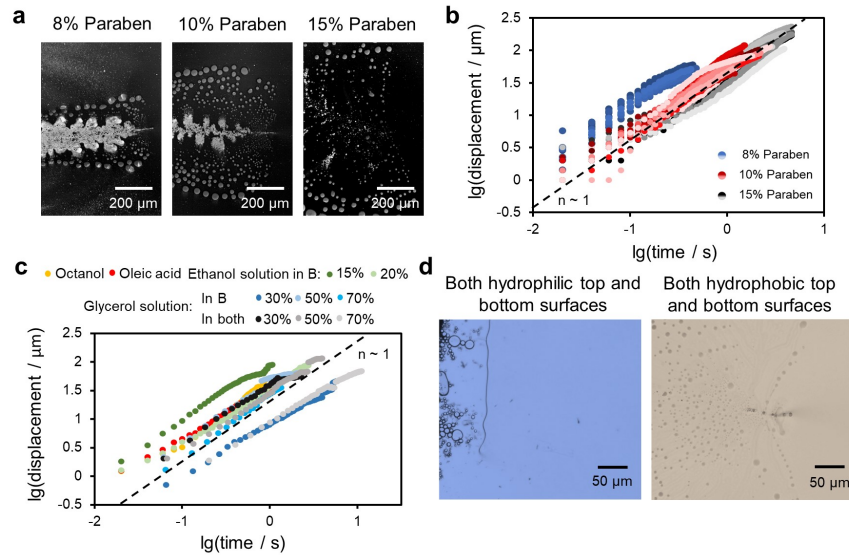 a
8% Paraben 10% Paraben 15% Paraben
200 µm 200 µm 200 µm
b
lg(displacement / µm)
2.5
2
1.5
1
0.5
0
-0.5
n ~ 1
8% Paraben
10% Paraben
15% Paraben
-2 -1 0 1
lg(time / s)
c
Octanol Oleic acid Ethanol solution in B: 15% 20%
Glycerol solution: In B 30% 50% 70%
In both 30% 50% 70%
lg(displacement / µm)
2.5
2
1.5
1
0.5
0
-0.5
n ~ 1
-2 -1 0 1
lg(time / s)
d
Both hydrophilic top and
bottom surfaces
50 µm
Both hydrophobic top
and bottom surfaces
50 µm